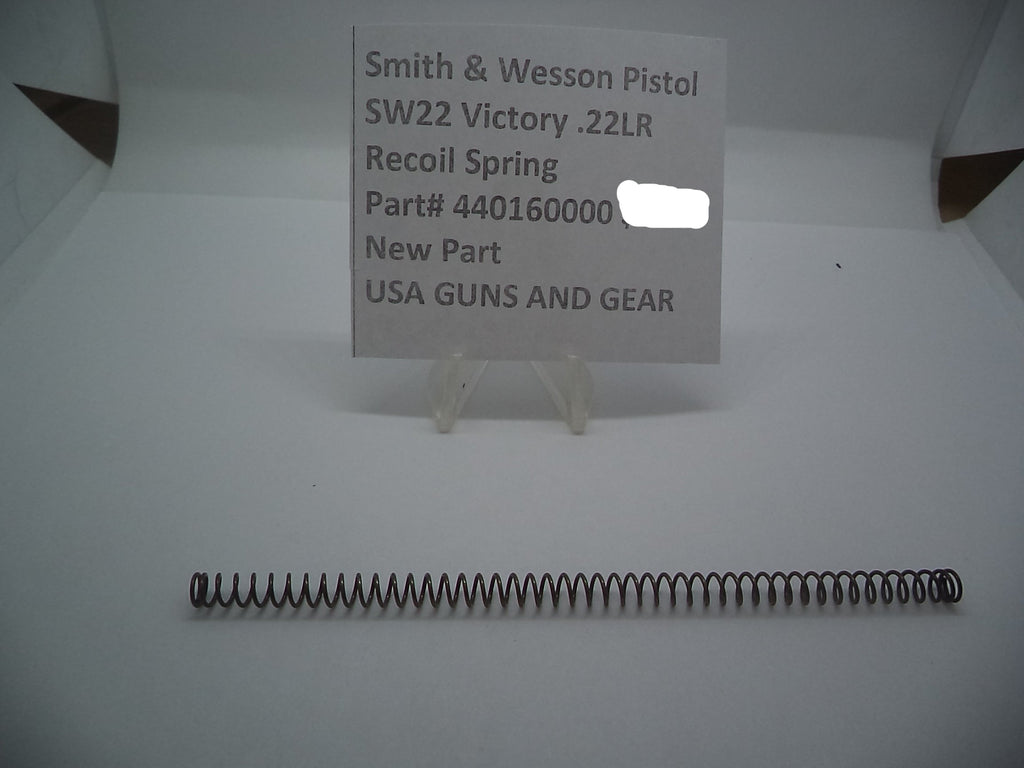 Smith & Wesson Pistol
SW22 Victory .22LR
Recoil Spring
Part# 440160000
New Part
USA GUNS AND GEAR